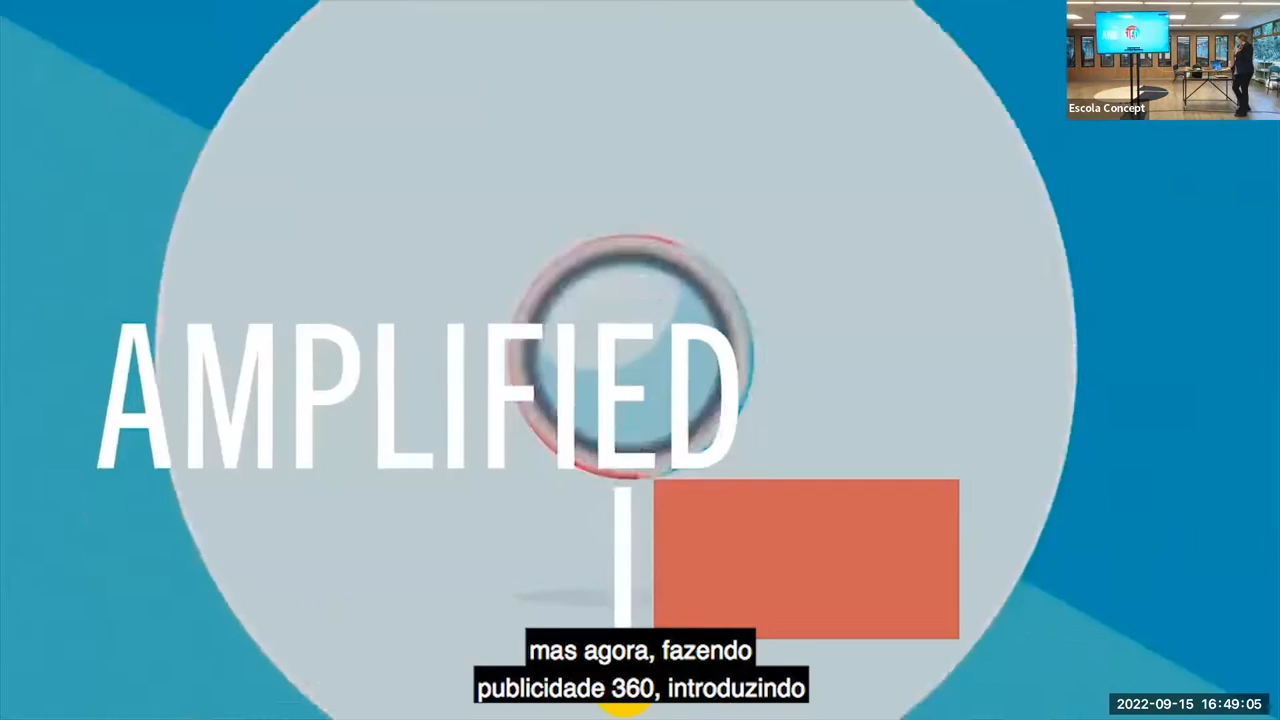 Escola Concept
AMPLIFIED
mas agora, fazendo
publicidade 360, introduzindo
2022-09-15 16:49:05